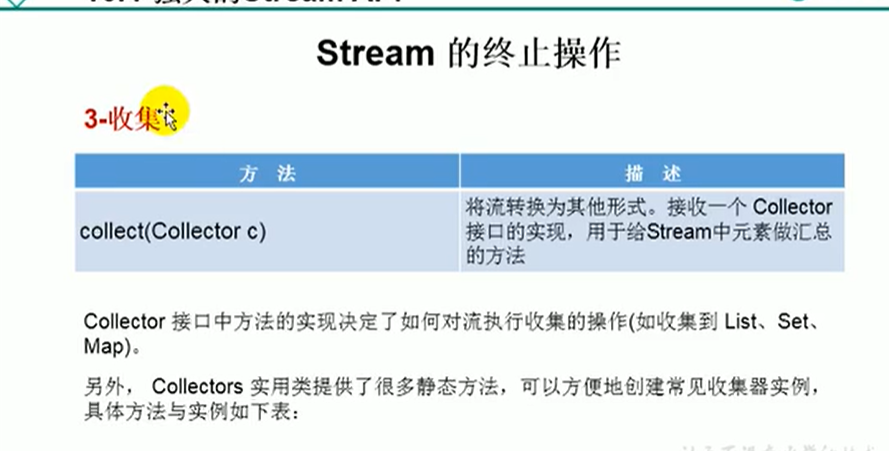 Stream 的终止操作
3-收集
方 法
描 述
collect(Collector c)
将流转换为其他形式。接收一个 Collector
接口的实现，用于给Stream中元素做汇总
的方法
Collector 接口中方法的实现决定了如何对流执行收集的操作(如收集到 List、Set、
Map)。
另外， Collectors 实用类提供了很多静态方法，可以方便地创建常见收集器实例，
具体方法与实例如下表：